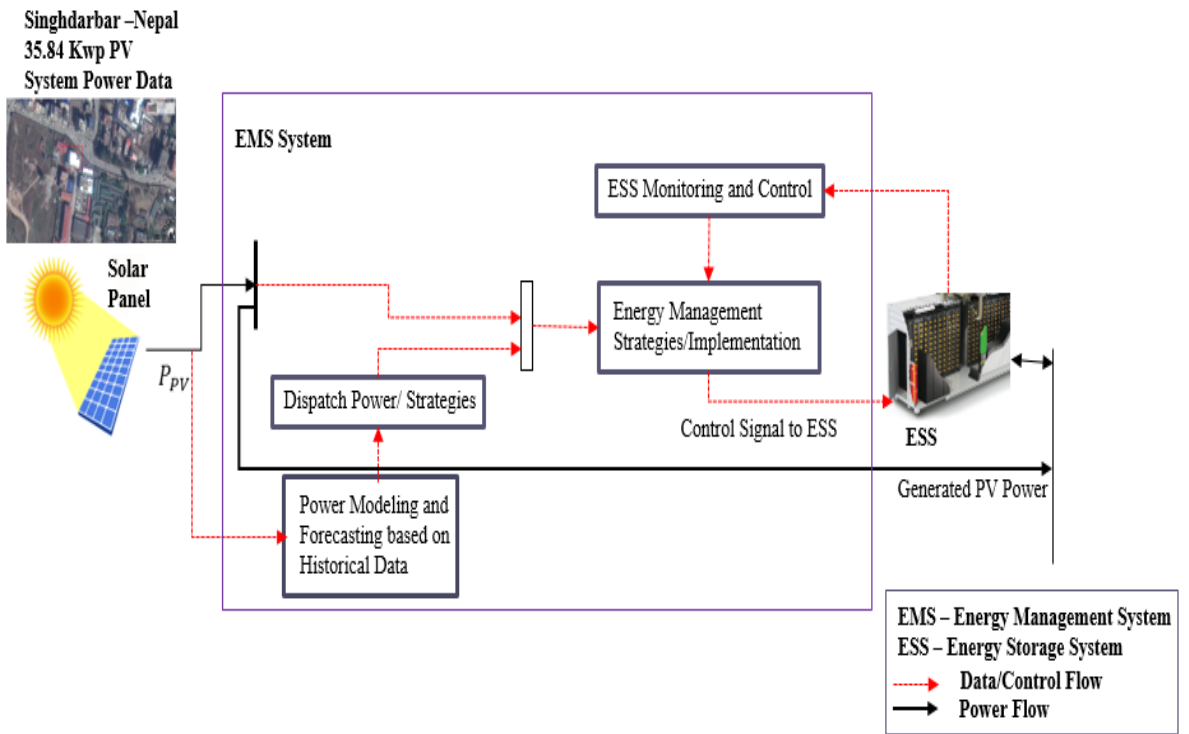 Singhdarbar –Nepal
35.84 Kwp PV
System Power Data
EMS System
ESS Monitoring and Control
Solar
Panel
Energy Management
Strategies/Implementation
P_PV
Dispatch Power/ Strategies
Control Signal to ESS
ESS
Generated PV Power
Power Modeling and
Forecasting based on
Historical Data
EMS – Energy Management System
ESS – Energy Storage System
Data/Control Flow
Power Flow